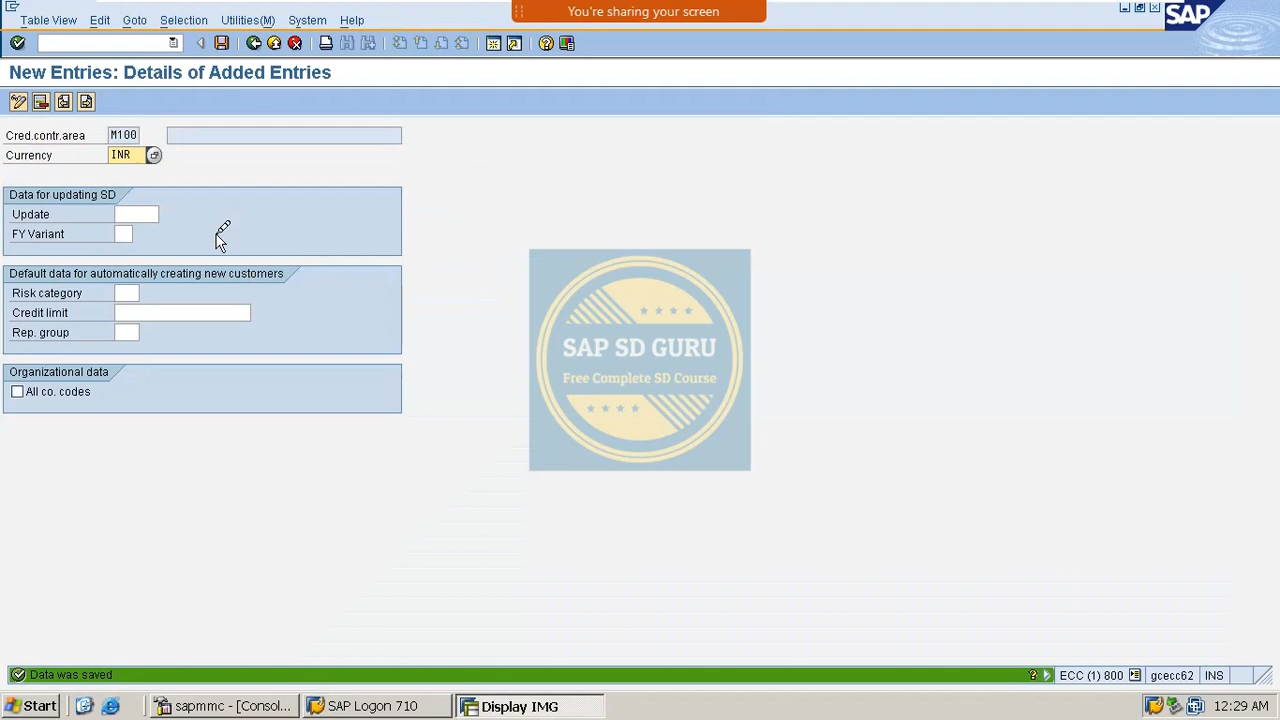 You're sharing your screen
Table View Edit Goto Selection Utilities(M) System Help
SAP
New Entries: Details of Added Entries
Cred.contr.area M100
Currency INR
Data for updating SD
Update
FY Variant
Default data for automatically creating new customers
Risk category
Credit limit
Rep. group
Organizational data
All co. codes
SAP SD GURU
Free Complete SD Course
Data was saved
ECC (1) 800 gcecc62 INS
Start sapmmc - [Consol... SAP Logon 710 Display IMG 12:29 AM